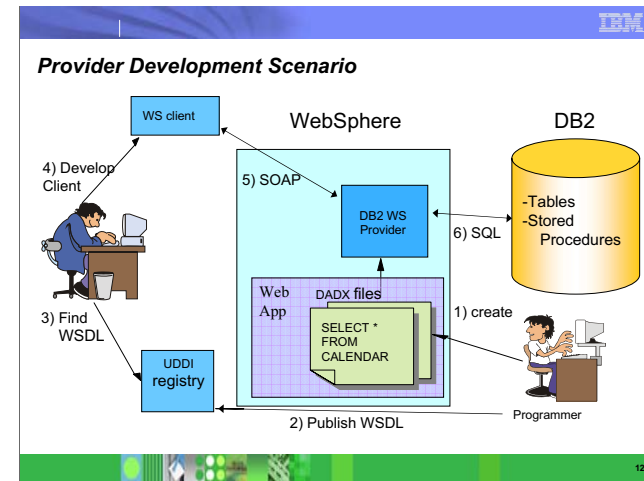 IBM
Provider Development Scenario
WS client
WebSphere
DB2
4) Develop
Client
5) SOAP
DB2 WS
Provider
6) SQL
-Tables
-Stored
Procedures
Web
App
DADX files
1) create
SELECT *
FROM
CALENDAR
3) Find
WSDL
UDDI
registry
2) Publish WSDL
Programmer
12